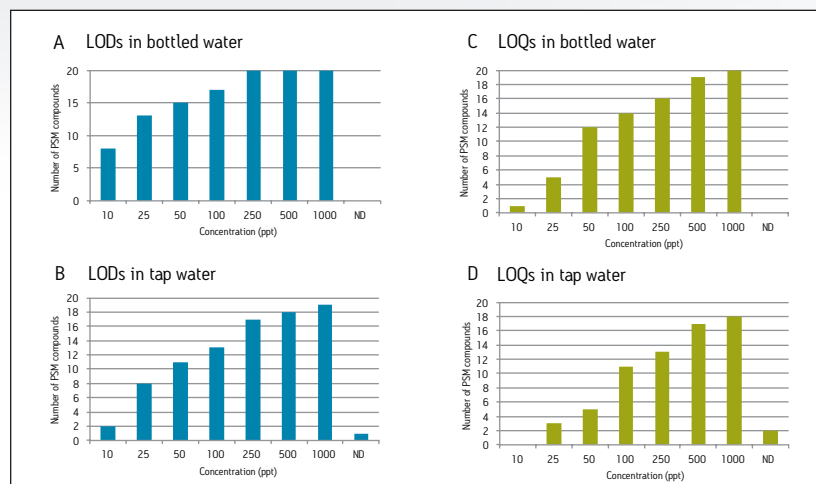 A LODs in bottled water
Number of PSM compounds
20
15
10
5
0
10 25 50 100 250 500 1000 ND
Concentration (ppt)
B LODs in tap water
Number of PSM compounds
20
18
16
14
12
10
8
6
4
2
0
10 25 50 100 250 500 1000 ND
Concentration (ppt)
C LOQs in bottled water
Number of PSM compounds
20
18
16
14
12
10
8
6
4
2
0
10 25 50 100 250 500 1000 ND
Concentration (ppt)
D LOQs in tap water
Number of PSM compounds
20
18
16
14
12
10
8
6
4
2
0
10 25 50 100 250 500 1000 ND
Concentration (ppt)